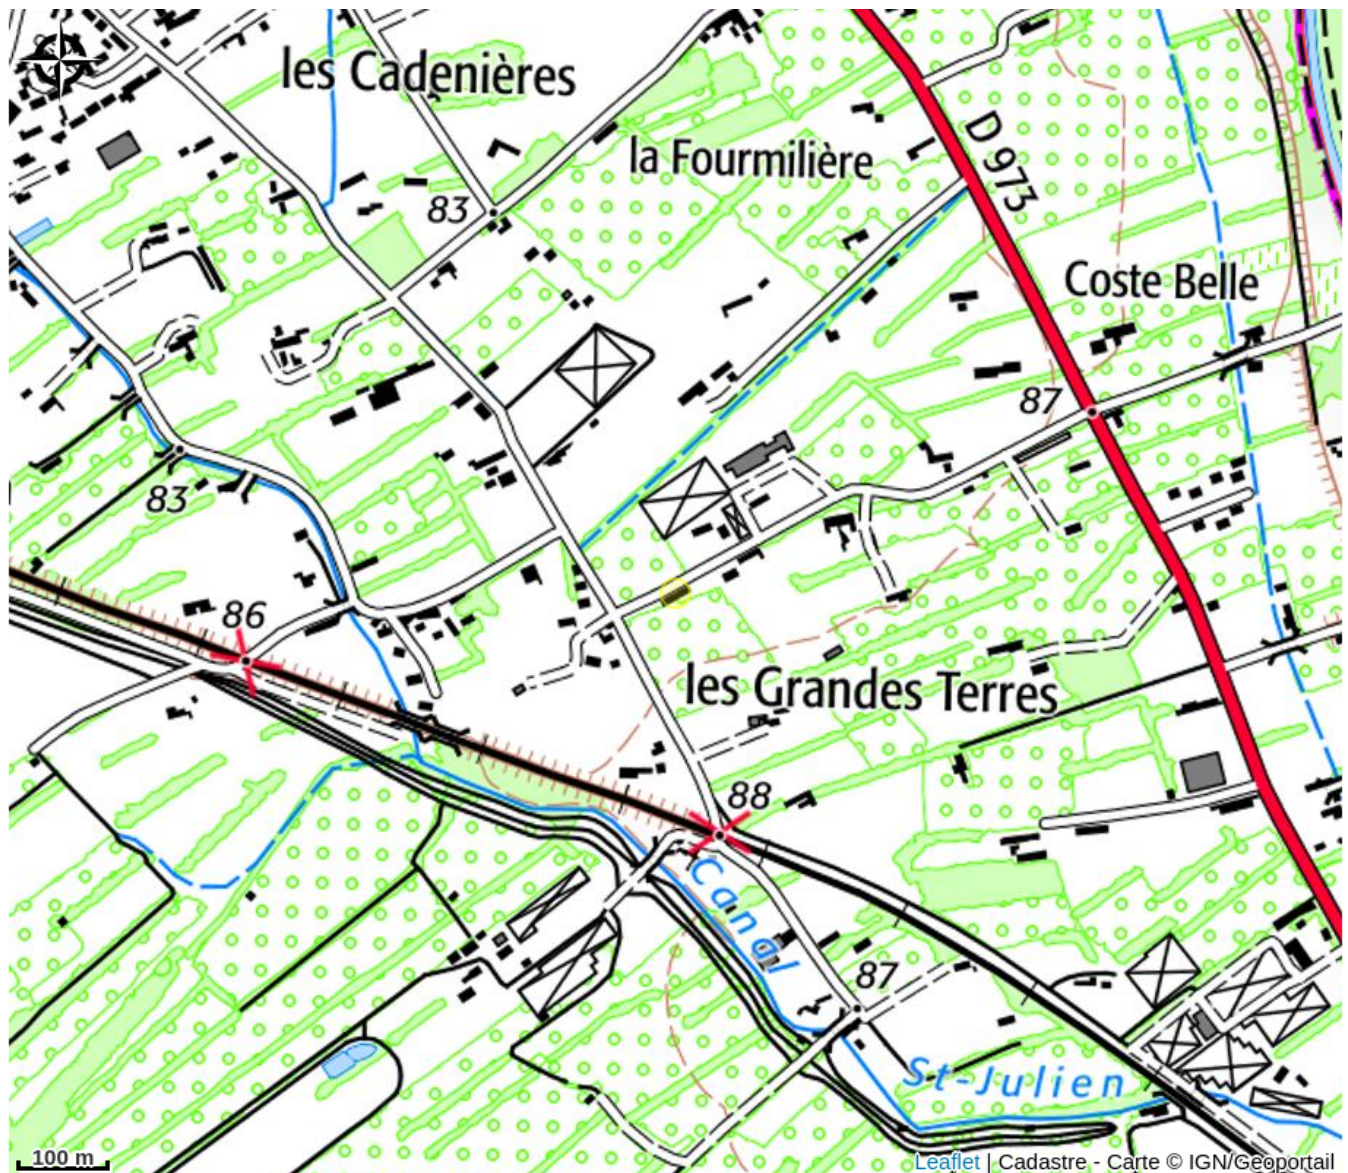 les Cadenières
la Fourmilière
D 973
83
Coste Belle
87
83
86
les Grandes Terres
88
Canal
87
St-Julien
100 m
Leaflet | Cadastre - Carte © IGN/Géoportail